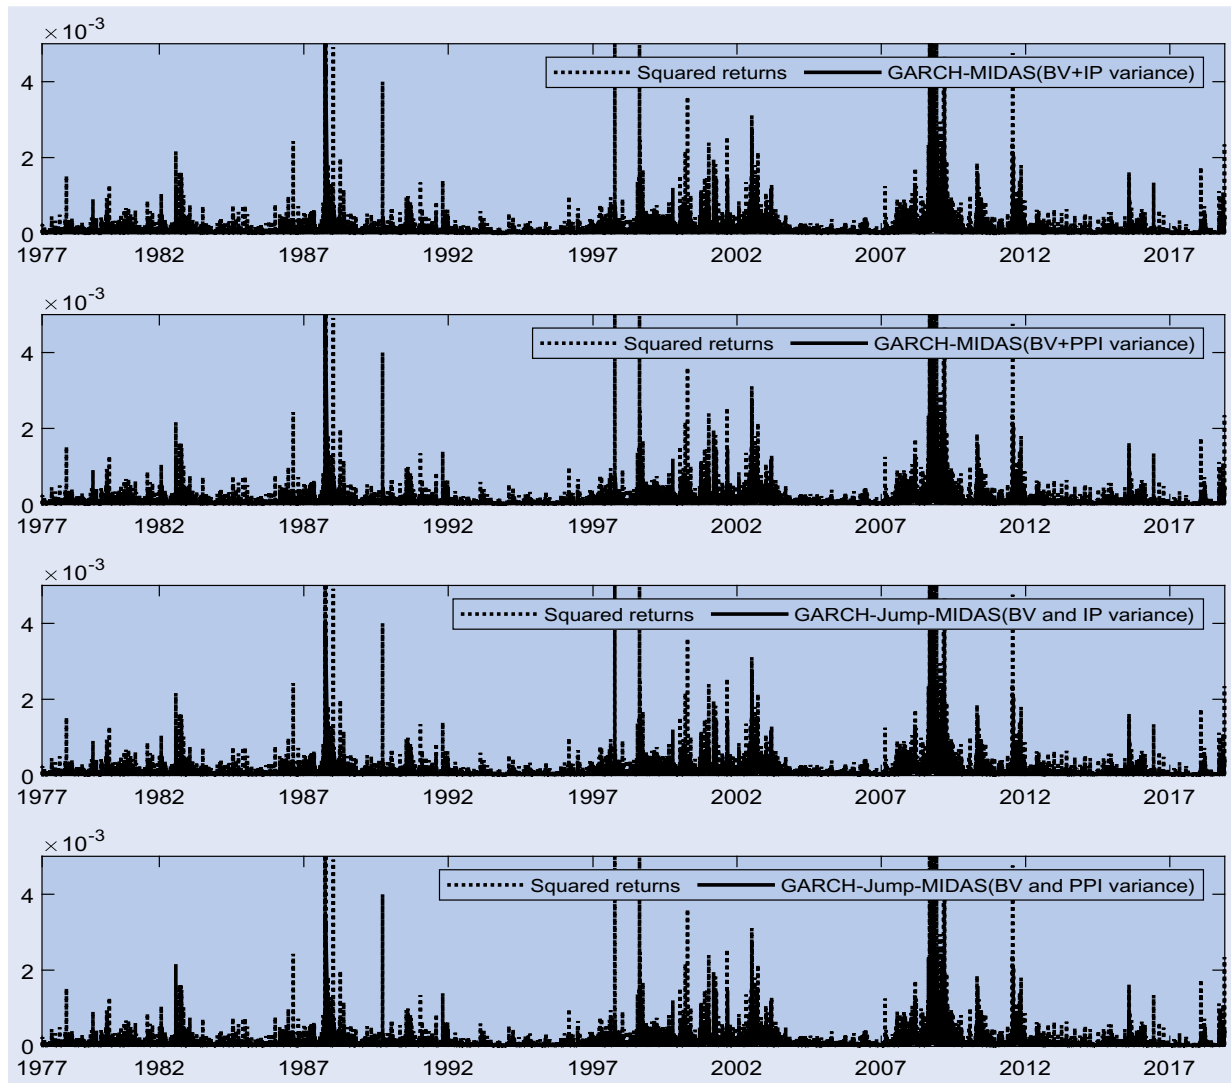 ×10-3
Squared returns GARCH-MIDAS(BV+IP variance)
4
2
0
1977 1982 1987 1992 1997 2002 2007 2012 2017
×10-3
Squared returns GARCH-MIDAS(BV+PPI variance)
4
2
0
1977 1982 1987 1992 1997 2002 2007 2012 2017
×10-3
Squared returns GARCH-Jump-MIDAS(BV and IP variance)
4
2
0
1977 1982 1987 1992 1997 2002 2007 2012 2017
×10-3
Squared returns GARCH-Jump-MIDAS(BV and PPI variance)
4
2
0
1977 1982 1987 1992 1997 2002 2007 2012 2017